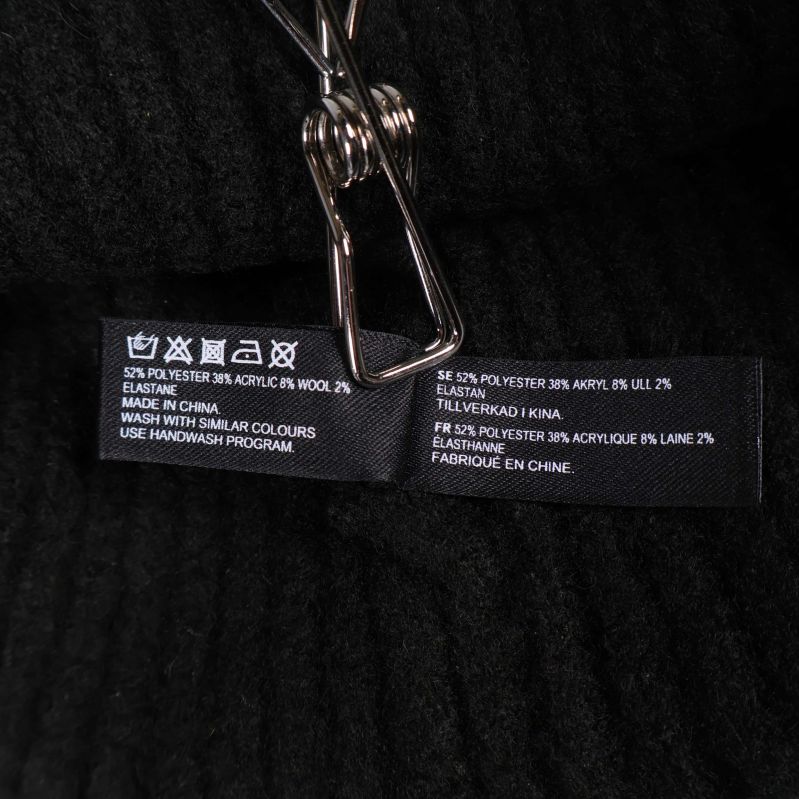 52% POLYESTER 38% ACRYLIC 8% WOOL 2%
ELASTANE
MADE IN CHINA.
WASH WITH SIMILAR COLOURS
USE HANDWASH PROGRAM.
SE 52% POLYESTER 38% AKRYL 8% ULL 2%
ELASTAN
TILLVERKAD I KINA.
FR 52% POLYESTER 38% ACRYLIQUE 8% LAINE 2%
ÉLASTHANNE
FABRIQUÉ EN CHINE.